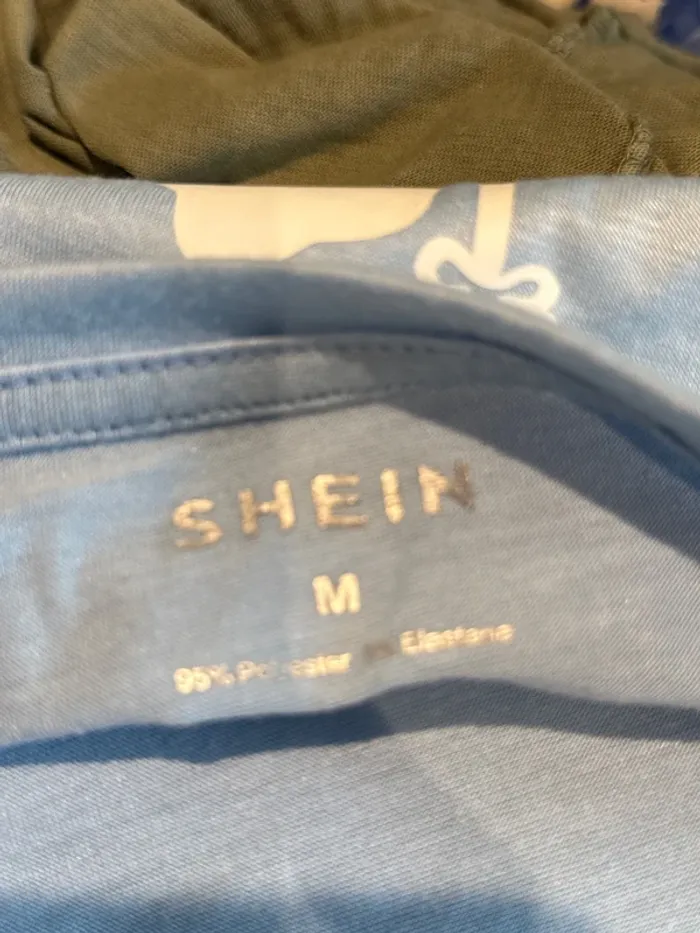 SHEIN
M
95% Polyester Elastane